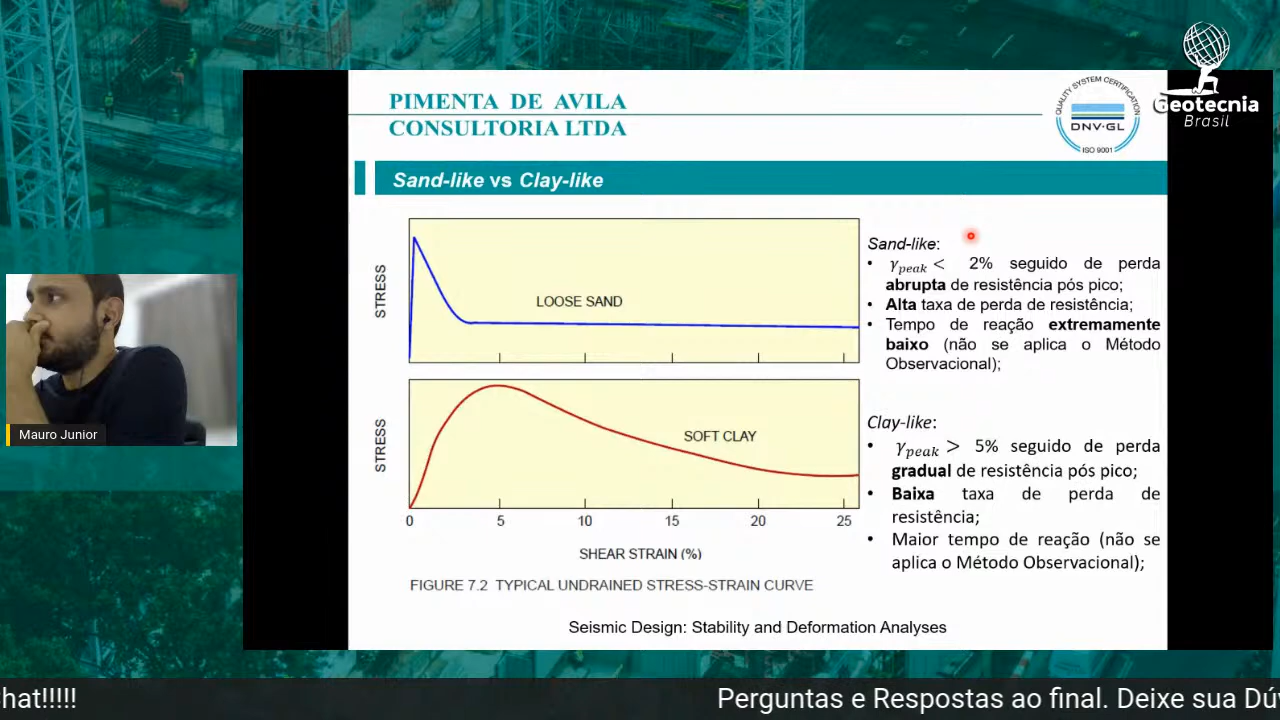 Geotecnia
Brasil
PIMENTA DE AVILA
CONSULTORIA LTDA
QUALITY SYSTEM CERTIFICATION
DNV·GL
ISO 9001
Sand-like vs Clay-like
STRESS
LOOSE SAND
STRESS
SOFT CLAY
0 5 10 15 20 25
SHEAR STRAIN (%)
FIGURE 7.2 TYPICAL UNDRAINED STRESS-STRAIN CURVE
Sand-like:
• γpeak < 2% seguido de perda
abrupta de resistência pós pico;
• Alta taxa de perda de resistência;
• Tempo de reação extremamente
baixo (não se aplica o Método
Observacional);
Clay-like:
• γpeak > 5% seguido de perda
gradual de resistência pós pico;
• Baixa taxa de perda de
resistência;
• Maior tempo de reação (não se
aplica o Método Observacional);
Seismic Design: Stability and Deformation Analyses
Mauro Junior
hat!!!!! Perguntas e Respostas ao final. Deixe sua Dú